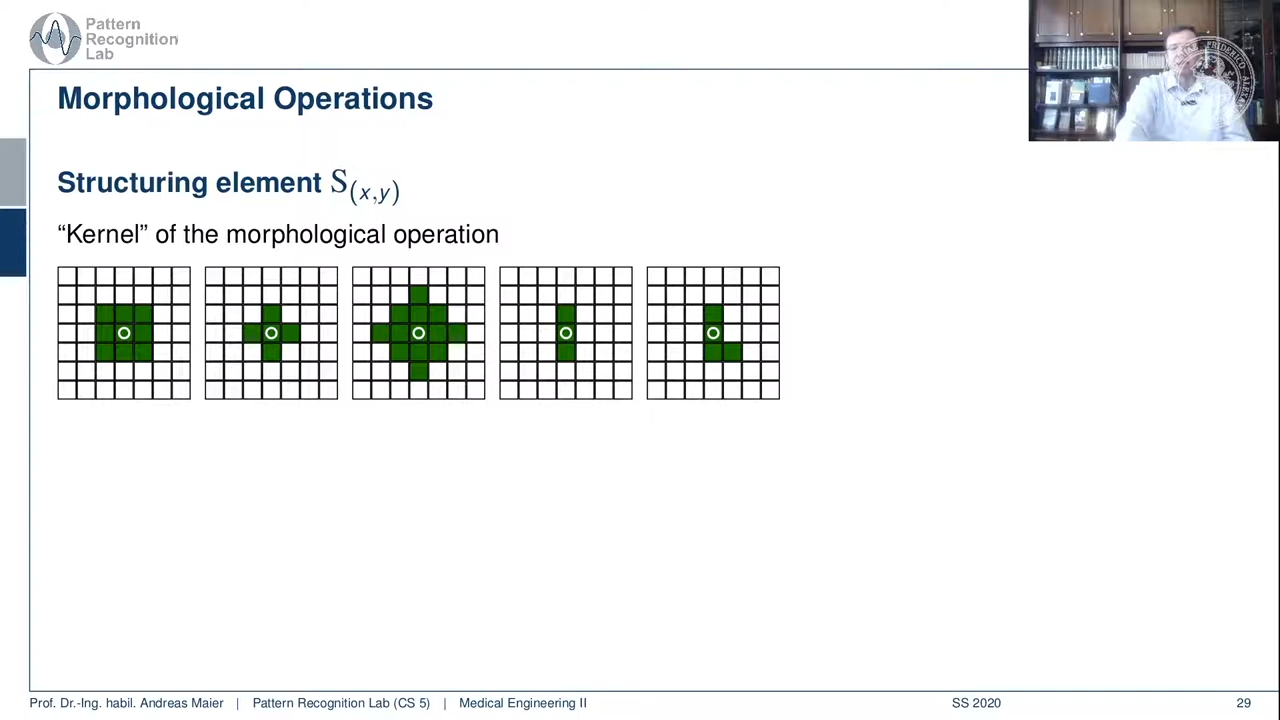 Pattern
Recognition
Lab
Morphological Operations
Structuring element S(x,y)
“Kernel” of the morphological operation
Prof. Dr.-Ing. habil. Andreas Maier | Pattern Recognition Lab (CS 5) | Medical Engineering II SS 2020 29